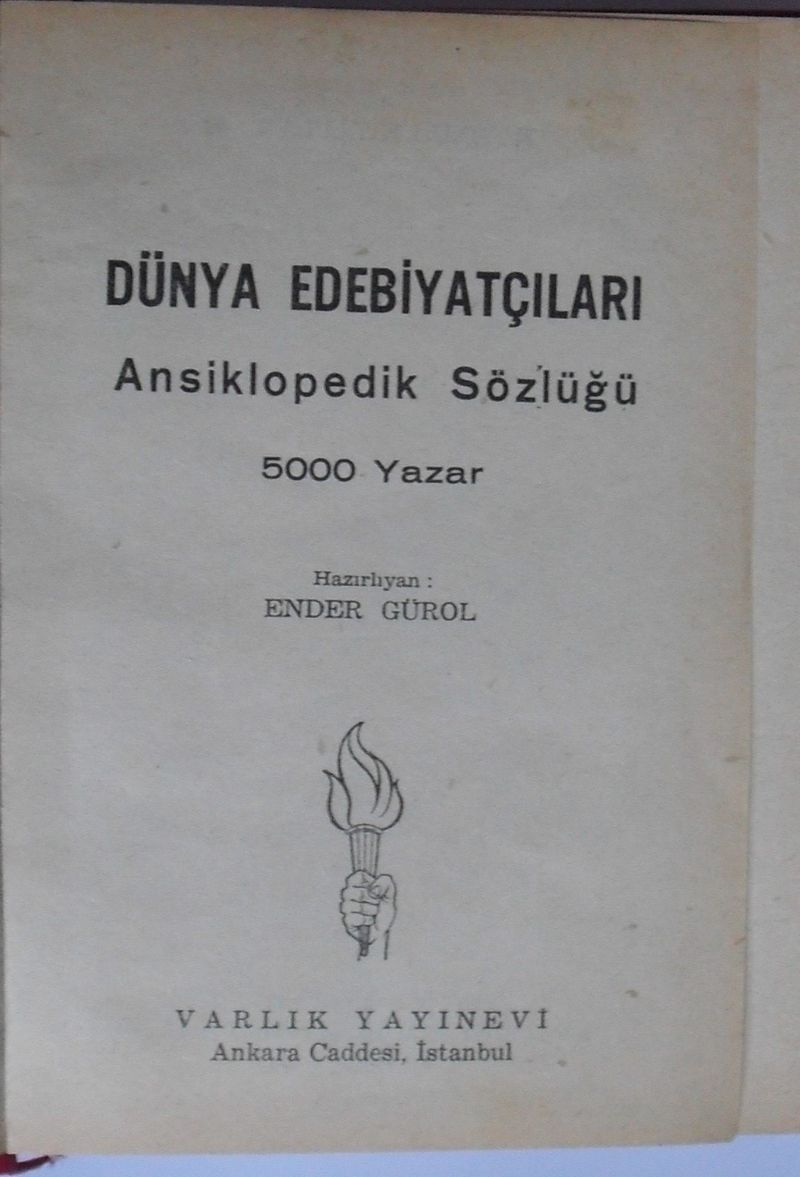 DÜNYA EDEBİYATÇILARI
Ansiklopedik Sözlüğü
5000 Yazar
Hazırlıyan :
ENDER GÜROL
VARLIK YAYINEVİ
Ankara Caddesi, İstanbul